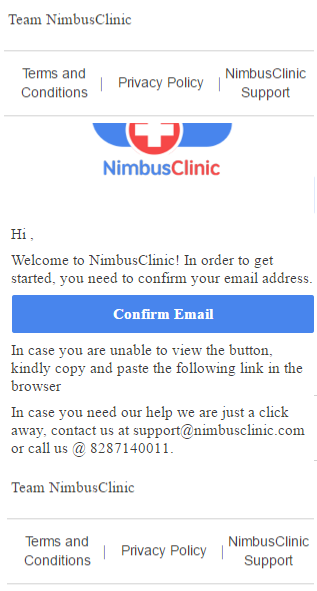 Team NimbusClinic
Terms and Conditions | Privacy Policy | NimbusClinic Support
NimbusClinic
Hi ,
Welcome to NimbusClinic! In order to get
started, you need to confirm your email address.
Confirm Email
In case you are unable to view the button,
kindly copy and paste the following link in the
browser
In case you need our help we are just a click
away, contact us at support@nimbusclinic.com
or call us @ 8287140011.
Team NimbusClinic
Terms and Conditions | Privacy Policy | NimbusClinic Support